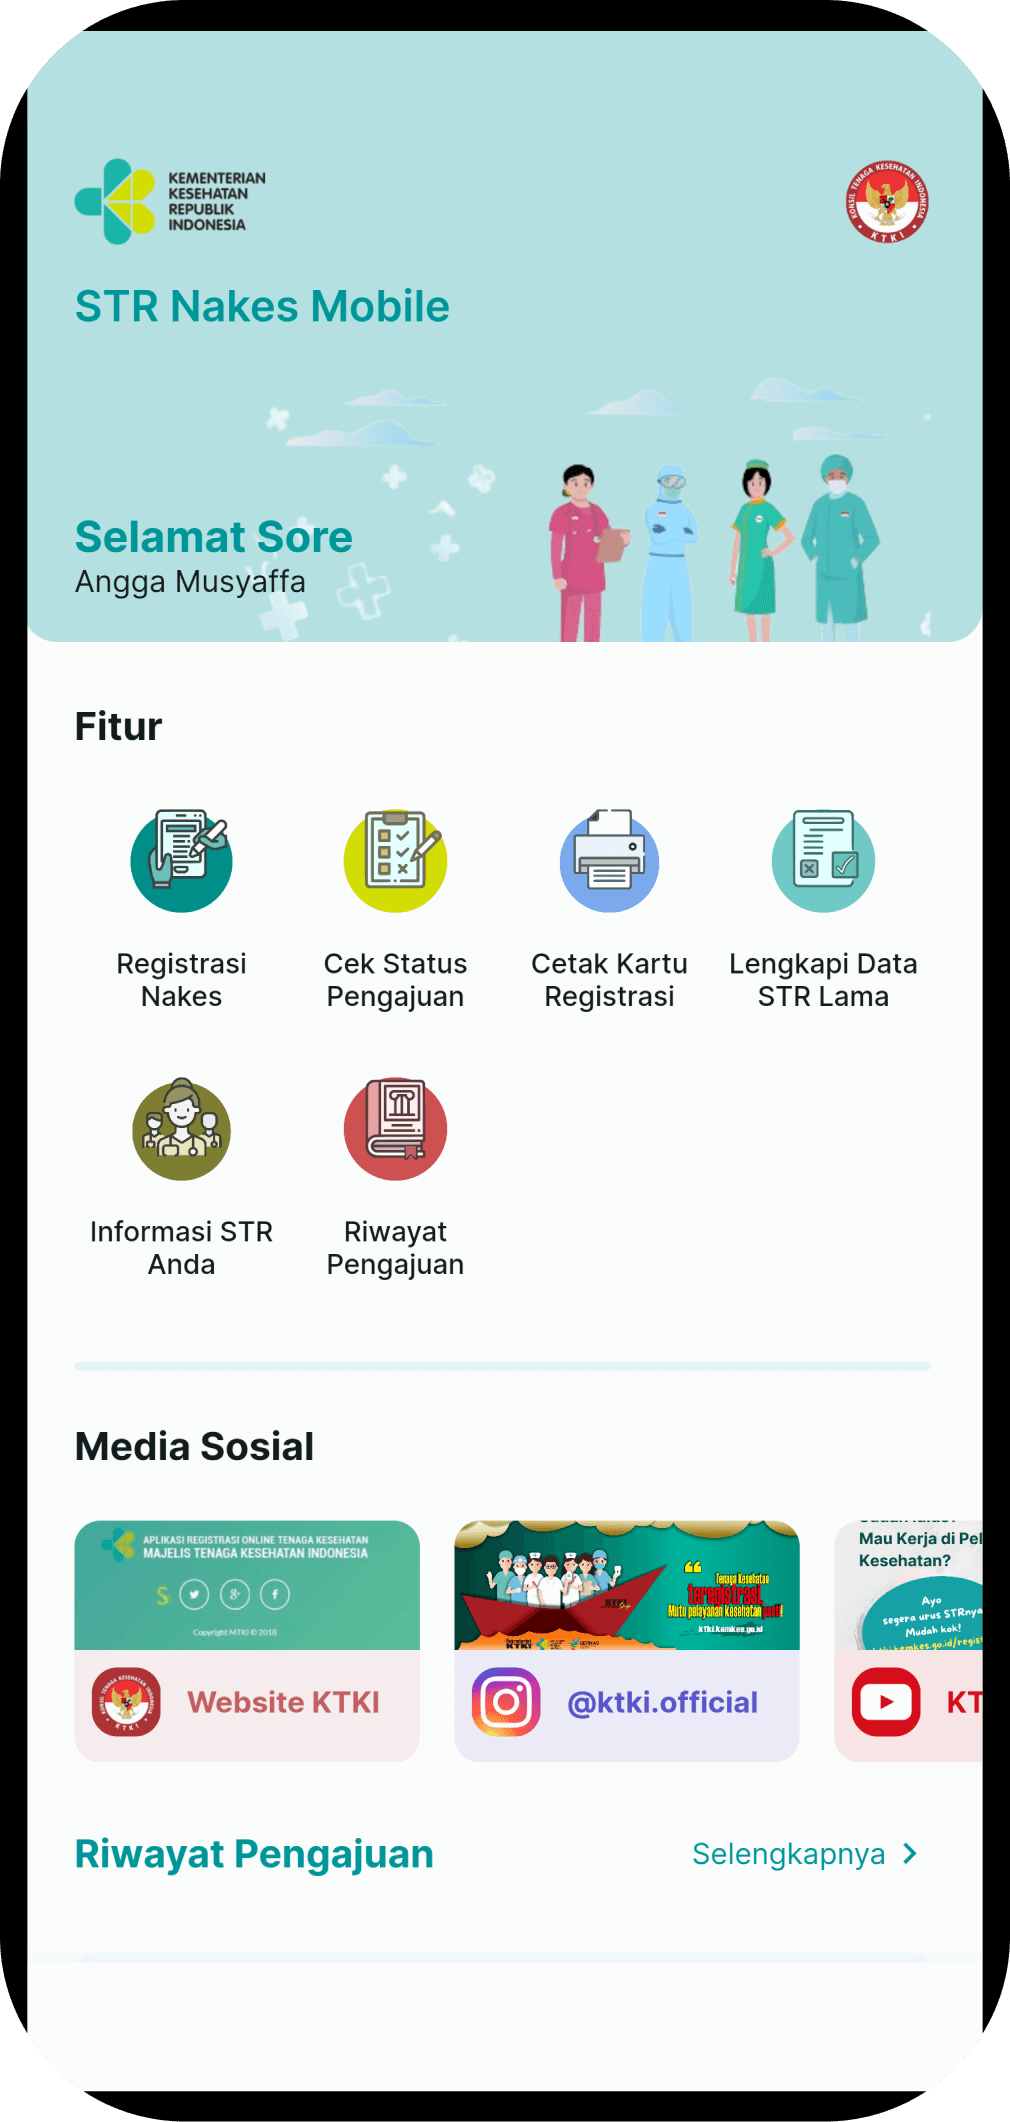 KEMENTERIAN
KESEHATAN
REPUBLIK
INDONESIA
KONSIL TENAGA KESEHATAN INDONESIA
KTKI
STR Nakes Mobile
Selamat Sore
Angga Musyaffa
Fitur
Registrasi
Nakes
Cek Status
Pengajuan
Cetak Kartu
Registrasi
Lengkapi Data
STR Lama
Informasi STR
Anda
Riwayat
Pengajuan
Media Sosial
APLIKASI REGISTRASI ONLINE TENAGA KESEHATAN
MAJELIS TENAGA KESEHATAN INDONESIA
Copyright MTKI © 2018
KTKI
Website KTKI
Tenaga Kesehatan
teregistrasi,
Mutu pelayanan kesehatan pasti!
ktki.kemkes.go.id
KTKI
@ktki.official
Mau Kerja di Pel
Kesehatan?
Ayo
segera urus STRnya
Mudah kok!
ktki.kemkes.go.id/regist
KT
Riwayat Pengajuan
Selengkapnya